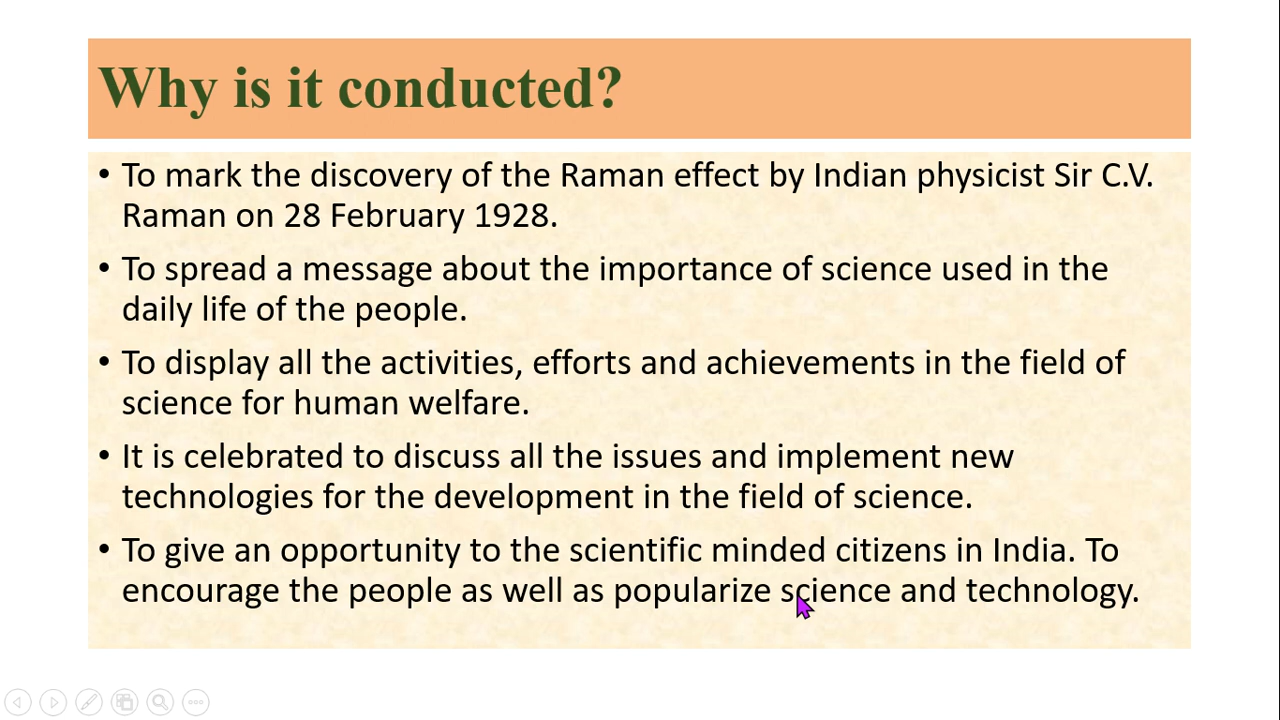 Why is it conducted?
• To mark the discovery of the Raman effect by Indian physicist Sir C.V.
Raman on 28 February 1928.
• To spread a message about the importance of science used in the
daily life of the people.
• To display all the activities, efforts and achievements in the field of
science for human welfare.
• It is celebrated to discuss all the issues and implement new
technologies for the development in the field of science.
• To give an opportunity to the scientific minded citizens in India. To
encourage the people as well as popularize science and technology.